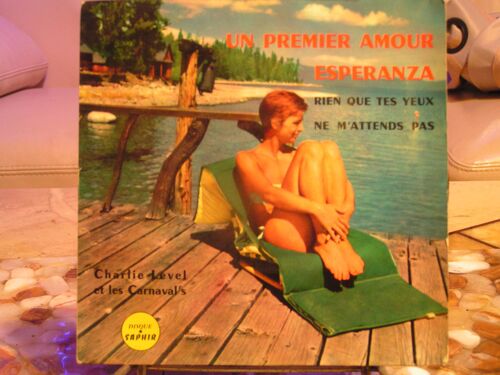 UN PREMIER AMOUR
ESPERANZA
RIEN QUE TES YEUX
NE M'ATTENDS PAS
Charlie Level
et les Carnaval's
DISQUE
SAPHIR